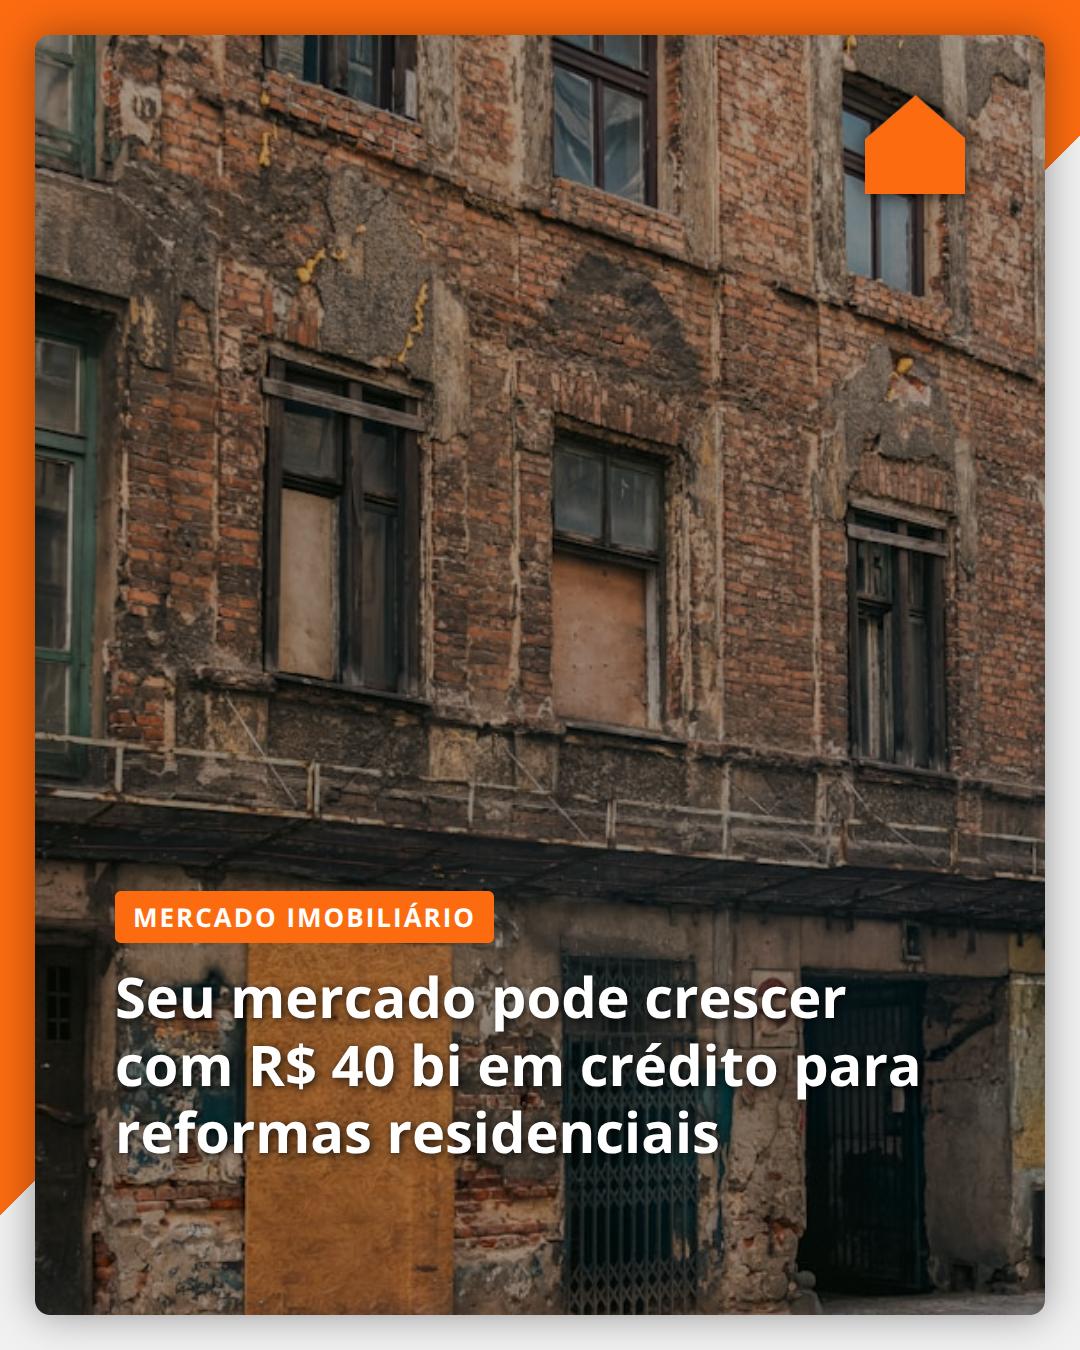 MERCADO IMOBILIÁRIO
Seu mercado pode crescer
com R$ 40 bi em crédito para
reformas residenciais